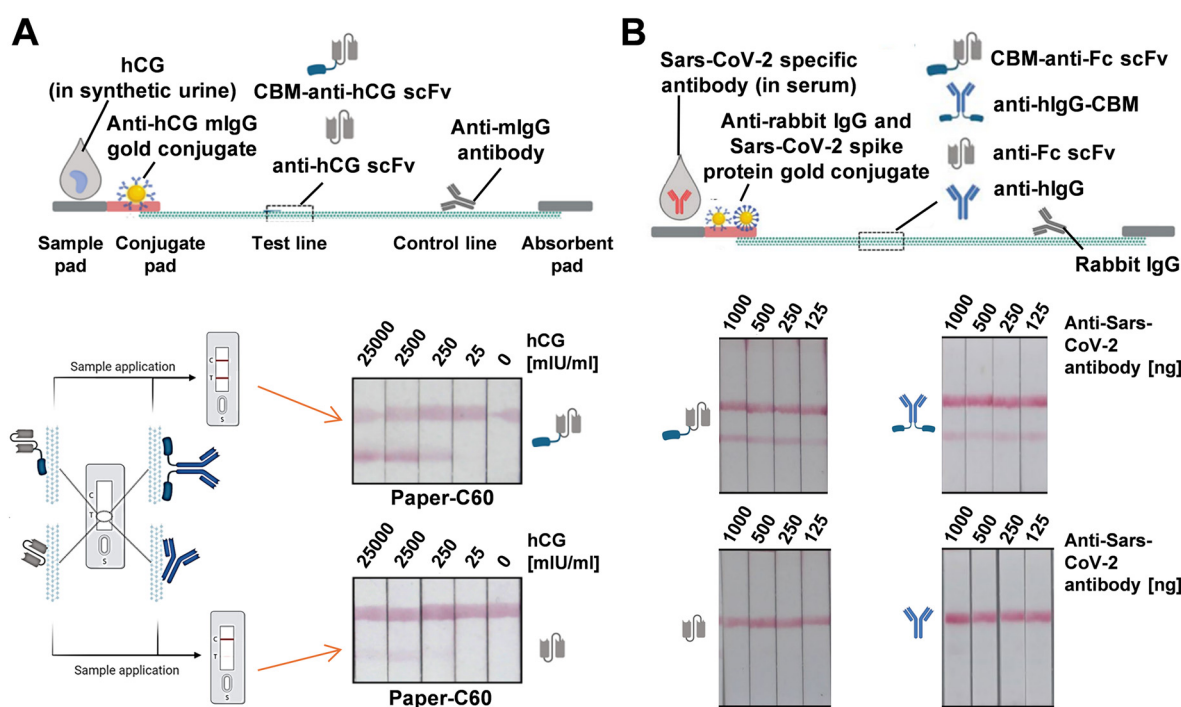 A
hCG
(in synthetic urine)
CBM-anti-hCG scFv
Anti-hCG mIgG
gold conjugate
anti-hCG scFv
Anti-mIgG
antibody
Sample
pad
Conjugate
pad
Test line
Control line
Absorbent
pad
Sample application
C
T
S
25000
2500
250
25
0
hCG
[mIU/ml]
Paper-C60
C
T
S
25000
2500
250
25
0
hCG
[mIU/ml]
Paper-C60
Sample application
C
T
S
B
Sars-CoV-2 specific
antibody (in serum)
Anti-rabbit IgG and
Sars-CoV-2 spike
protein gold conjugate
CBM-anti-Fc scFv
anti-hIgG-CBM
anti-Fc scFv
anti-hIgG
Rabbit IgG
1000
500
250
125
1000
500
250
125
Anti-Sars-
CoV-2
antibody [ng]
1000
500
250
125
1000
500
250
125
Anti-Sars-
CoV-2
antibody [ng]